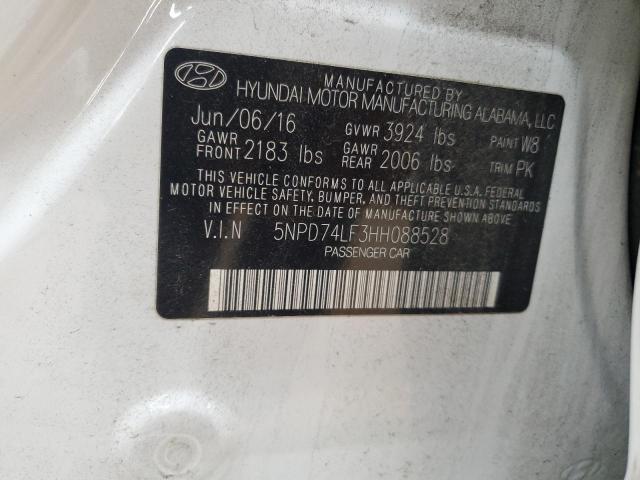 MANUFACTURED BY
HYUNDAI MOTOR MANUFACTURING ALABAMA, LLC
Jun/06/16 GVWR 3924 lbs PAINT W8
GAWR FRONT 2183 lbs GAWR REAR 2006 lbs TRIM PK
THIS VEHICLE CONFORMS TO ALL APPLICABLE U.S.A. FEDERAL
MOTOR VEHICLE SAFETY, BUMPER, AND THEFT PREVENTION STANDARDS
IN EFFECT ON THE DATE OF MANUFACTURE SHOWN ABOVE.
V.I.N 5NPD74LF3HH088528
PASSENGER CAR